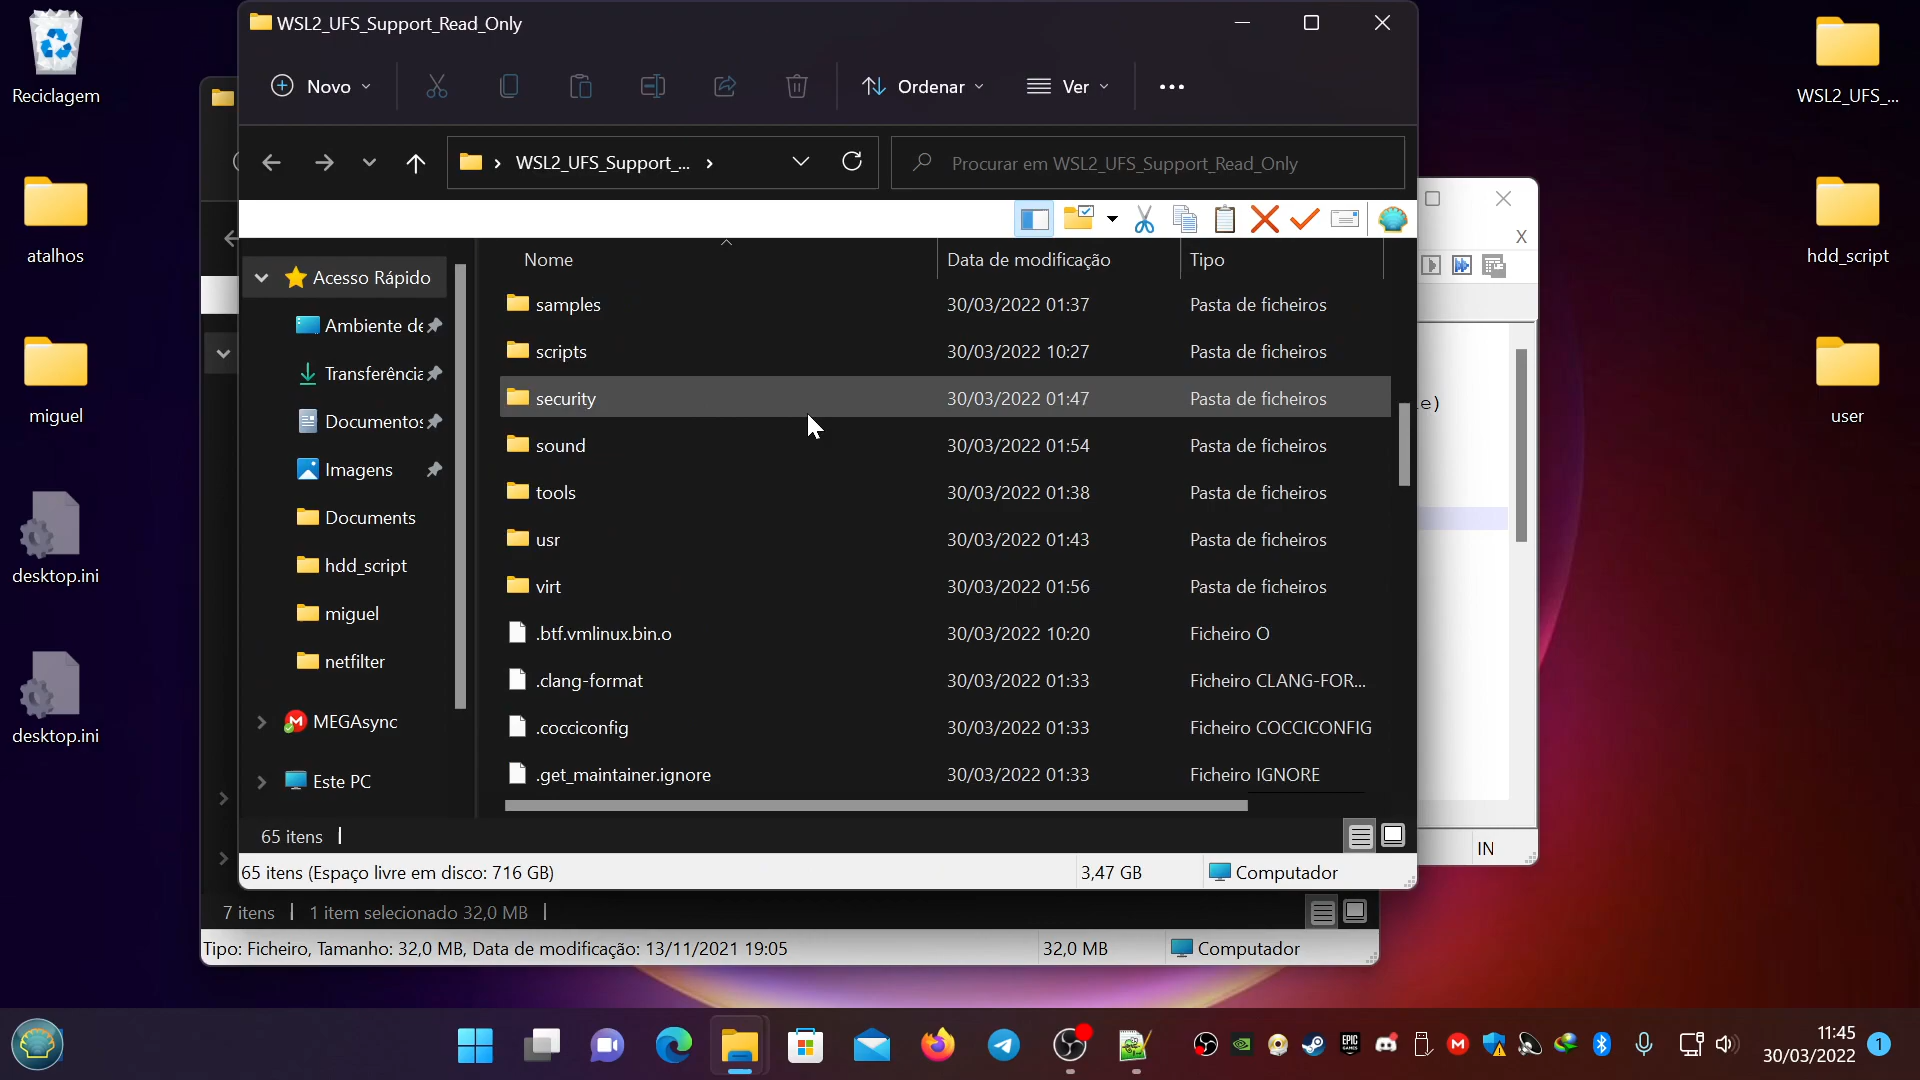 WSL2_UFS_Support_Read_Only
Novo
Ordenar
Ver
WSL2_UFS_Support_...
Procurar em WSL2_UFS_Support_Read_Only
Nome
Data de modificação
Tipo
Acesso Rápido
Ambiente de
Transferência
Documentos
Imagens
Documents
hdd_script
miguel
netfilter
MEGAsync
Este PC
samples 30/03/2022 01:37 Pasta de ficheiros
scripts 30/03/2022 10:27 Pasta de ficheiros
security 30/03/2022 01:47 Pasta de ficheiros
sound 30/03/2022 01:54 Pasta de ficheiros
tools 30/03/2022 01:38 Pasta de ficheiros
usr 30/03/2022 01:43 Pasta de ficheiros
virt 30/03/2022 01:56 Pasta de ficheiros
.btf.vmlinux.bin.o 30/03/2022 10:20 Ficheiro O
.clang-format 30/03/2022 01:33 Ficheiro CLANG-FOR...
.cocciconfig 30/03/2022 01:33 Ficheiro COCCICONFIG
.get_maintainer.ignore 30/03/2022 01:33 Ficheiro IGNORE
65 itens
65 itens (Espaço livre em disco: 716 GB) 3,47 GB Computador
7 itens 1 item selecionado 32,0 MB
Tipo: Ficheiro, Tamanho: 32,0 MB, Data de modificação: 13/11/2021 19:05 32,0 MB Computador
X
e)
IN
Reciclagem
atalhos
miguel
desktop.ini
desktop.ini
WSL2_UFS_...
hdd_script
user
EPIC GAMES
11:45
30/03/2022
1